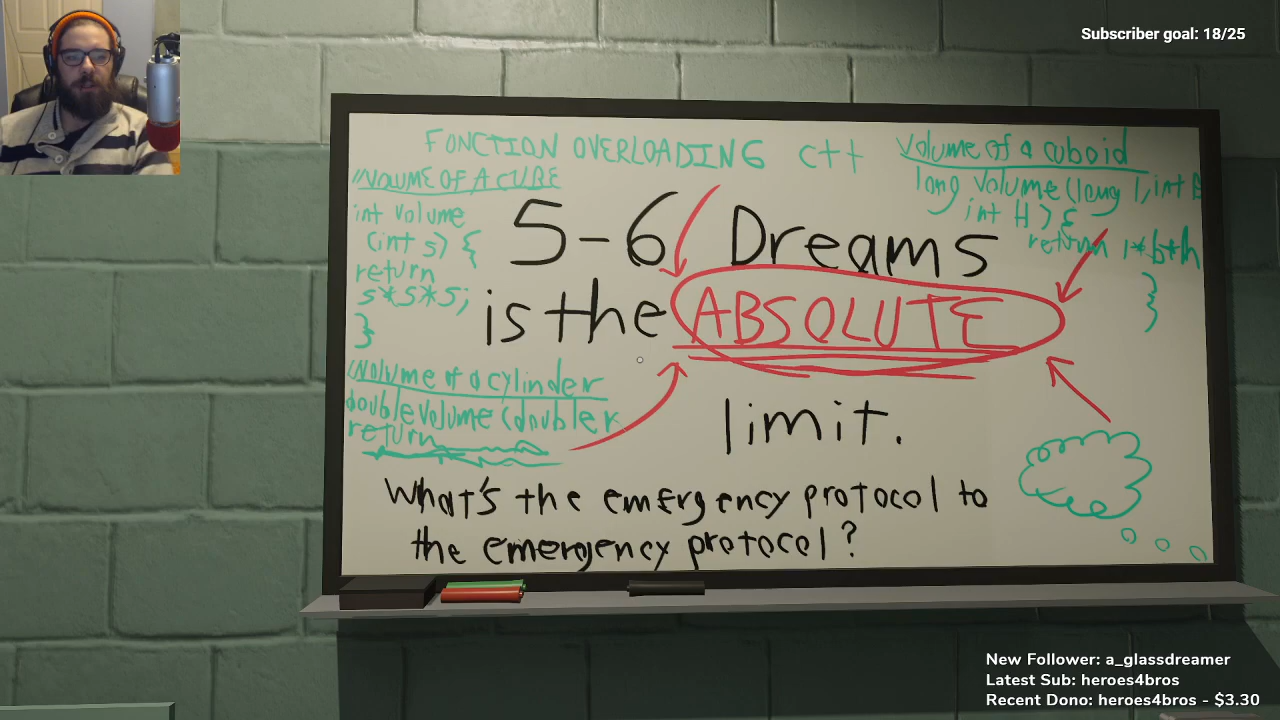 Subscriber goal: 18/25
FONCTION OVERLOADING C++
Volume of a cuboid
long volume (long l, int B
int H) {
return l*b*h
}
//VOLUME OF A CUBE
int volume
(int s) {
return
s*s*s;
}
5-6 Dreams
is the ABSOLUTE
limit.
//Volume of a cylinder
double volume (double r
return
What's the emergency protocol to
the emergency protocol?
New Follower: a_glassdreamer
Latest Sub: heroes4bros
Recent Dono: heroes4bros - $3.30